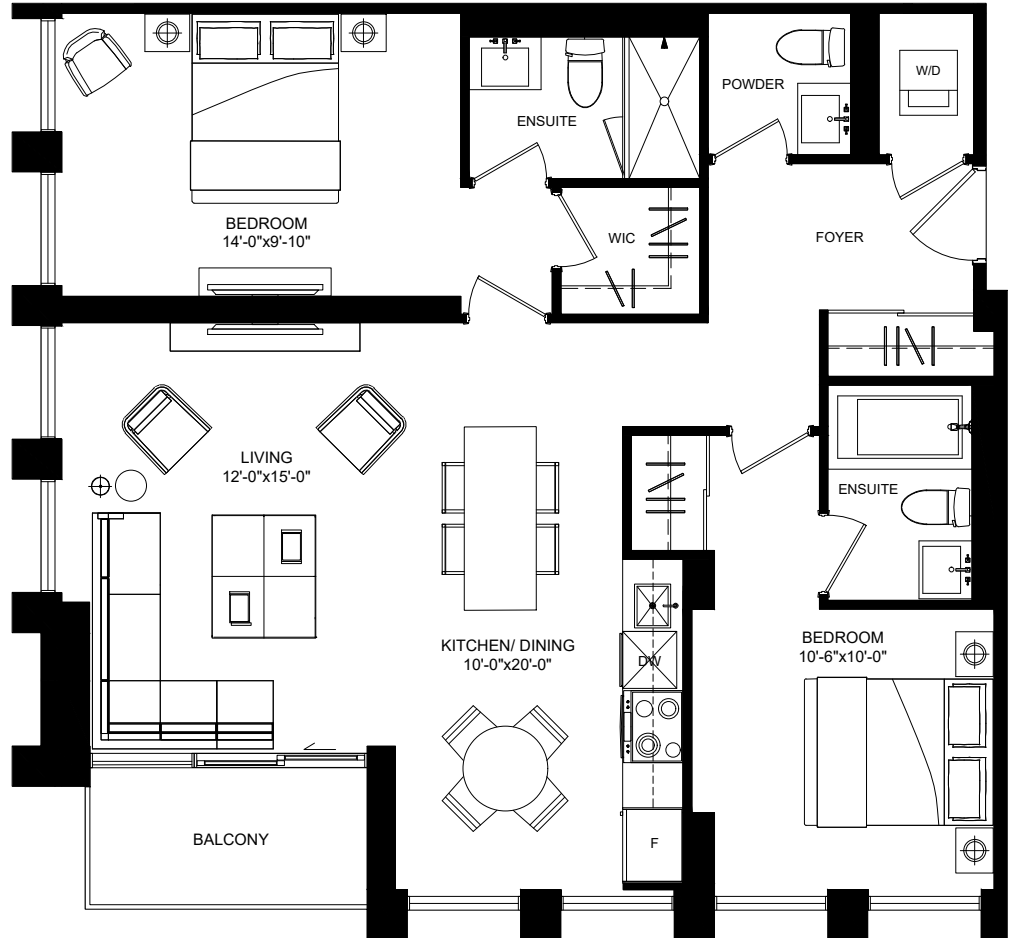 W/D
POWDER
ENSUITE
BEDROOM
14'-0"x9'-10"
WIC
FOYER
LIVING
12'-0"x15'-0"
ENSUITE
KITCHEN/ DINING
10'-0"x20'-0"
DW
BEDROOM
10'-6"x10'-0"
BALCONY
F